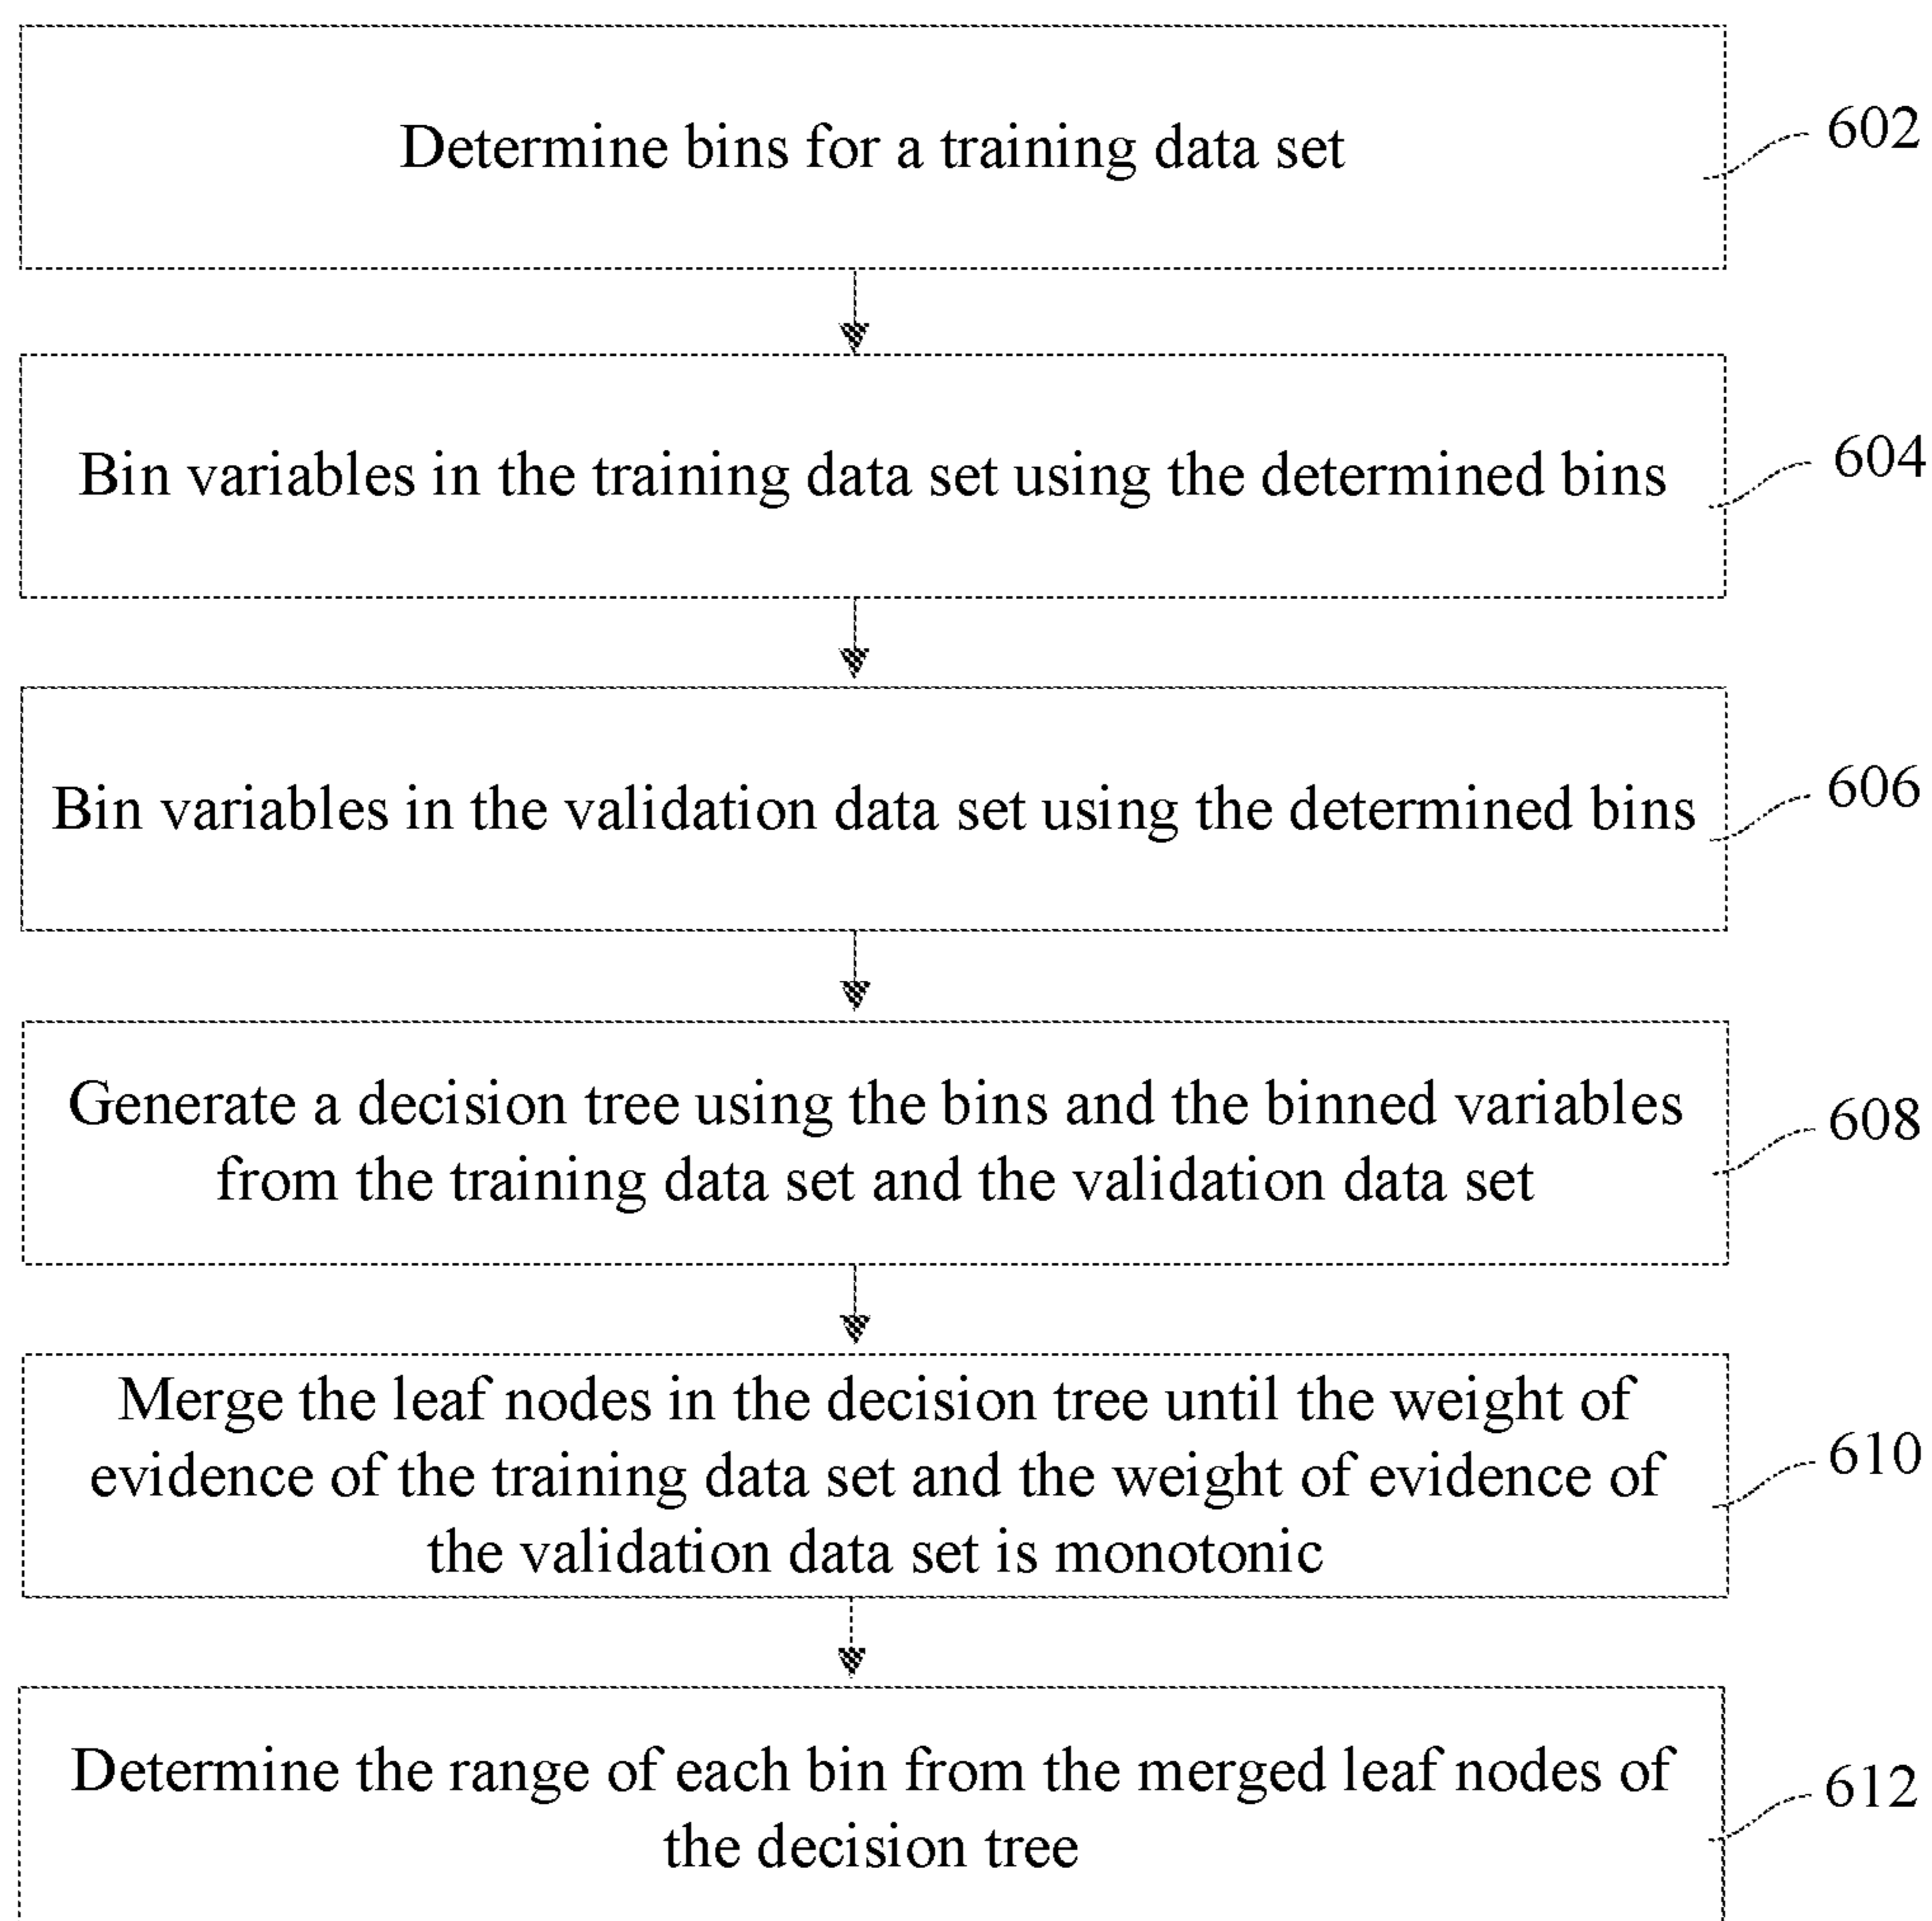 Determine bins for a training data set
602
Bin variables in the training data set using the determined bins
604
Bin variables in the validation data set using the determined bins
606
Generate a decision tree using the bins and the binned variables
from the training data set and the validation data set
608
Merge the leaf nodes in the decision tree until the weight of
evidence of the training data set and the weight of evidence of
the validation data set is monotonic
610
Determine the range of each bin from the merged leaf nodes of
the decision tree
612